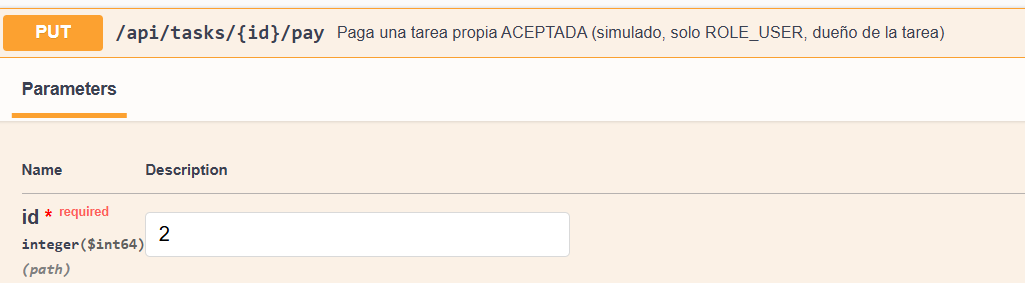 PUT /api/tasks/{id}/pay Paga una tarea propia ACEPTADA (simulado, solo ROLE_USER, dueño de la tarea)
Parameters
Name Description
id * required
integer($int64)
(path)
2